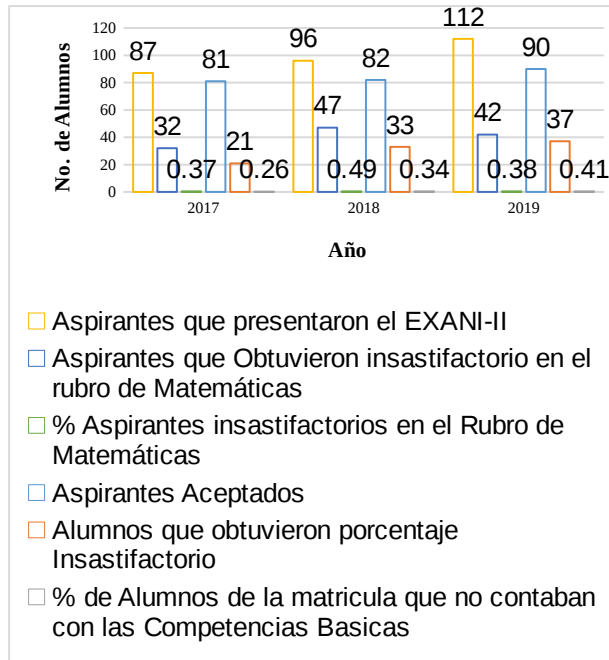 No. de Alumnos
120
100
80
60
40
20
0
87
32
0.37
81
21
0.26
96
47
0.49
82
33
0.34
112
42
0.38
90
37
0.41
2017
2018
2019
Año
Aspirantes que presentaron el EXANI-II
Aspirantes que Obtuvieron insastifactorio en el
rubro de Matemáticas
% Aspirantes insastifactorios en el Rubro de
Matemáticas
Aspirantes Aceptados
Alumnos que obtuvieron porcentaje
Insastifactorio
% de Alumnos de la matricula que no contaban
con las Competencias Basicas